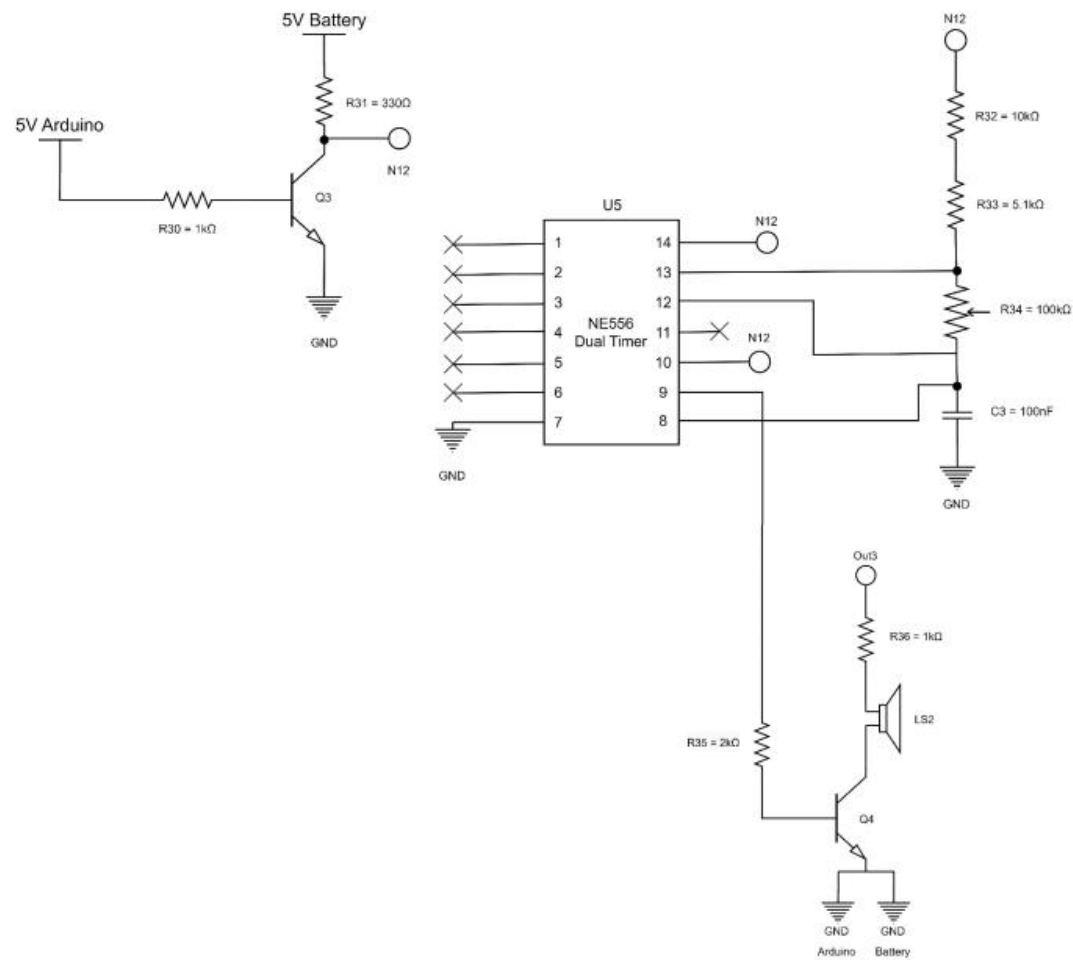 5V Battery
R31 = 330Ω
5V Arduino
N12
Q3
R30 = 1kΩ
GND
U5
NE556
Dual Timer
1
2
3
4
5
6
7
14
13
12
11
10
9
8
GND
N12
N12
N12
R32 = 10kΩ
R33 = 5.1kΩ
R34 = 100kΩ
C3 = 100nF
GND
Out3
R36 = 1kΩ
LS2
R35 = 2kΩ
Q4
GND
Arduino
GND
Battery